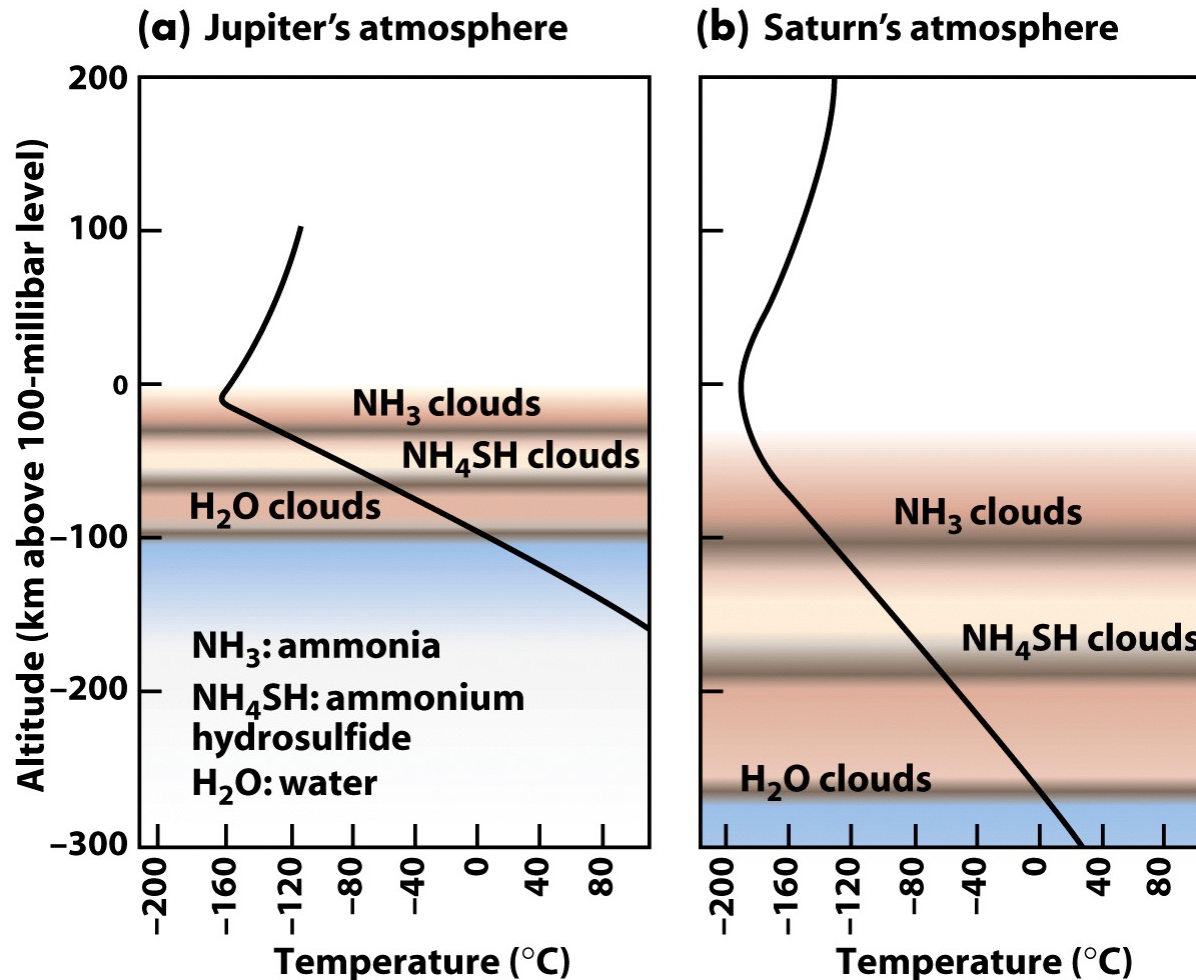 (a) Jupiter’s atmosphere
Altitude (km above 100-millibar level)
200
100
0
–100
–200
–300
NH₃ clouds
NH₄SH clouds
H₂O clouds
NH₃: ammonia
NH₄SH: ammonium
hydrosulfide
H₂O: water
–200 –160 –120 –80 –40 0 40 80
Temperature (°C)
(b) Saturn’s atmosphere
NH₃ clouds
NH₄SH clouds
H₂O clouds
–200 –160 –120 –80 –40 0 40 80
Temperature (°C)